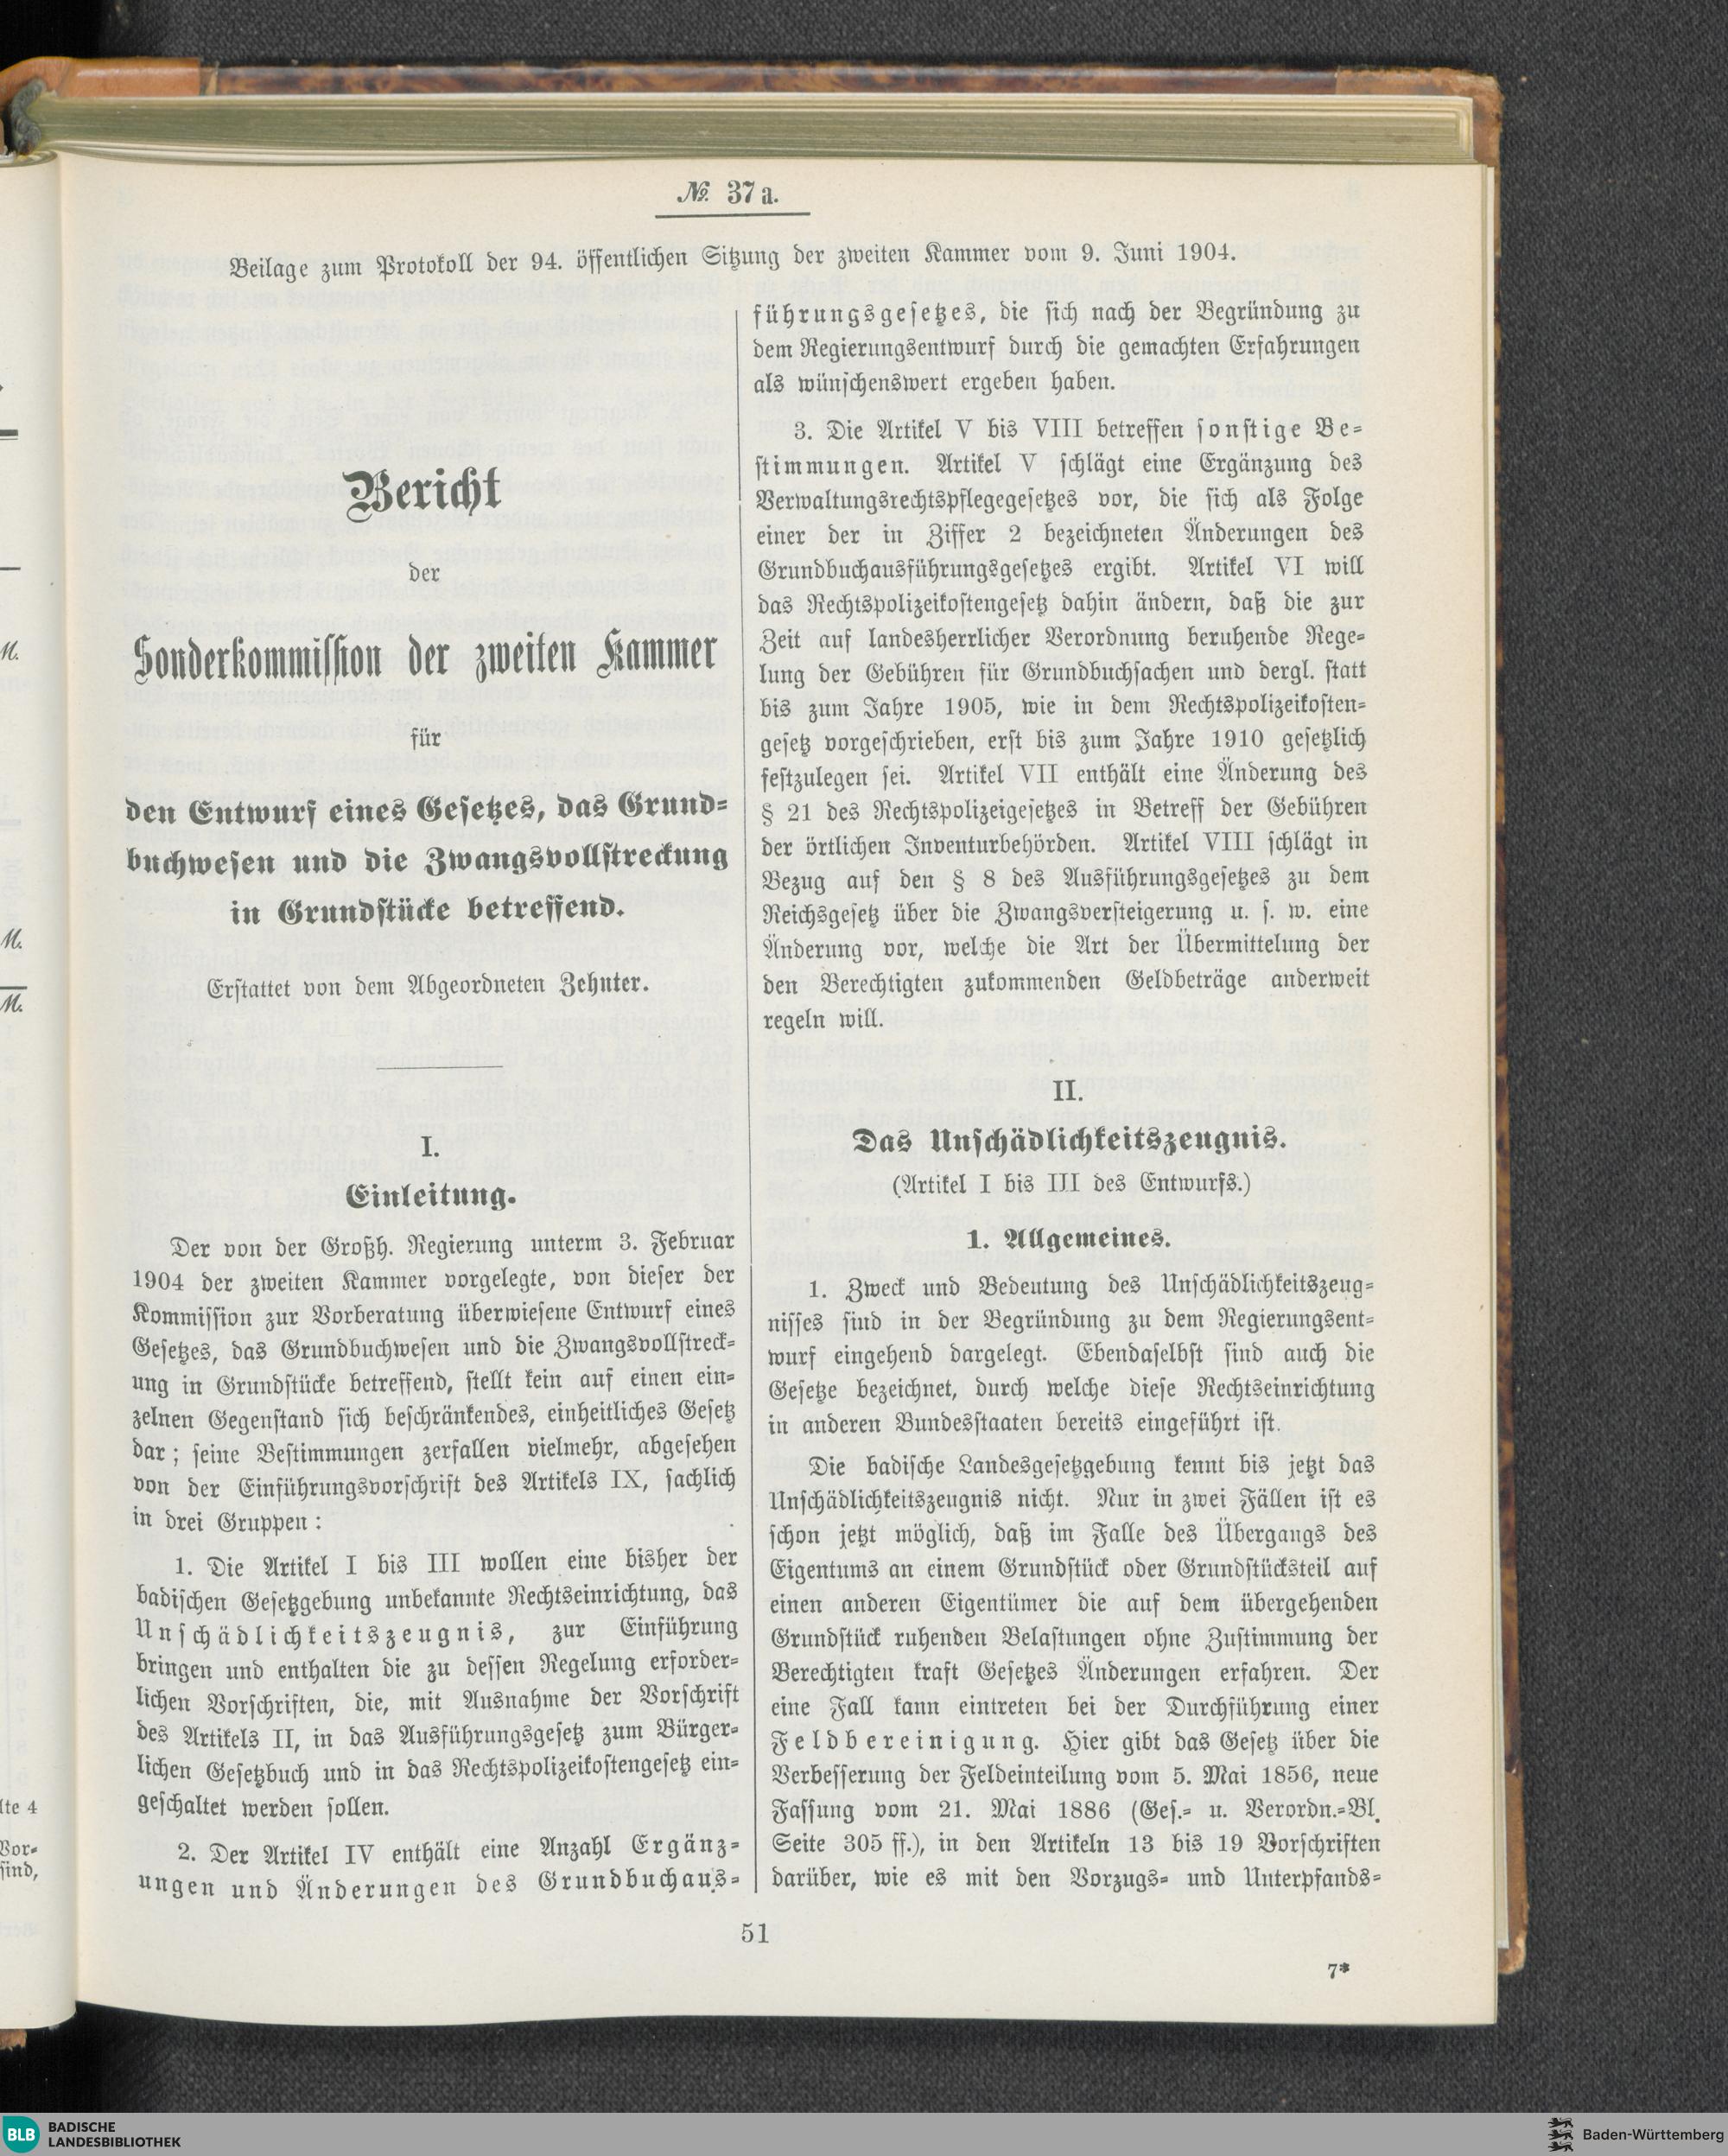 № 37 a.
Beilage zum Protokoll der 94. öffentlichen Sitzung der zweiten Kammer vom 9. Juni 1904.
Bericht
der
Sonderkommission der zweiten Kammer
für
den Entwurf eines Gesetzes, das Grund-
buchwesen und die Zwangsvollstreckung
in Grundstücke betreffend.
Erstattet von dem Abgeordneten Zehnter.
I.
Einleitung.
Der von der Großh. Regierung unterm 3. Februar
1904 der zweiten Kammer vorgelegte, von dieser der
Kommission zur Vorberatung überwiesene Entwurf eines
Gesetzes, das Grundbuchwesen und die Zwangsvollstreck-
ung in Grundstücke betreffend, stellt kein auf einen ein-
zelnen Gegenstand sich beschränkendes, einheitliches Gesetz
dar; seine Bestimmungen zerfallen vielmehr, abgesehen
von der Einführungsvorschrift des Artikels IX, sachlich
in drei Gruppen:
1. Die Artikel I bis III wollen eine bisher der
badischen Gesetzgebung unbekannte Rechtseinrichtung, das
Unschädlichkeitszeugnis, zur Einführung
bringen und enthalten die zu dessen Regelung erforder-
lichen Vorschriften, die, mit Ausnahme der Vorschrift
des Artikels II, in das Ausführungsgesetz zum Bürger-
lichen Gesetzbuch und in das Rechtspolizeikostengesetz ein-
geschaltet werden sollen.
2. Der Artikel IV enthält eine Anzahl Ergänz-
ungen und Änderungen des Grundbuchaus-
führungsgesetzes, die sich nach der Begründung zu
dem Regierungsentwurf durch die gemachten Erfahrungen
als wünschenswert ergeben haben.
3. Die Artikel V bis VIII betreffen sonstige Be-
stimmungen. Artikel V schlägt eine Ergänzung des
Verwaltungsrechtspflegegesetzes vor, die sich als Folge
einer der in Ziffer 2 bezeichneten Änderungen des
Grundbuchausführungsgesetzes ergibt. Artikel VI will
das Rechtspolizeikostengesetz dahin ändern, daß die zur
Zeit auf landesherrlicher Verordnung beruhende Rege-
lung der Gebühren für Grundbuchsachen und dergl. statt
bis zum Jahre 1905, wie in dem Rechtspolizeikosten-
gesetz vorgeschrieben, erst bis zum Jahre 1910 gesetzlich
festzulegen sei. Artikel VII enthält eine Änderung des
§ 21 des Rechtspolizeigesetzes in Betreff der Gebühren
der örtlichen Inventurbehörden. Artikel VIII schlägt in
Bezug auf den § 8 des Ausführungsgesetzes zu dem
Reichsgesetz über die Zwangsversteigerung u. s. w. eine
Änderung vor, welche die Art der Übermittelung der
den Berechtigten zukommenden Geldbeträge anderweit
regeln will.
II.
Das Unschädlichkeitszeugnis.
(Artikel I bis III des Entwurfs.)
1. Allgemeines.
1. Zweck und Bedeutung des Unschädlichkeitszeug-
nisses sind in der Begründung zu dem Regierungsent-
wurf eingehend dargelegt. Ebendaselbst sind auch die
Gesetze bezeichnet, durch welche diese Rechtseinrichtung
in anderen Bundesstaaten bereits eingeführt ist.
Die badische Landesgesetzgebung kennt bis jetzt das
Unschädlichkeitszeugnis nicht. Nur in zwei Fällen ist es
schon jetzt möglich, daß im Falle des Übergangs des
Eigentums an einem Grundstück oder Grundstücksteil auf
einen anderen Eigentümer die auf dem übergehenden
Grundstück ruhenden Belastungen ohne Zustimmung der
Berechtigten kraft Gesetzes Änderungen erfahren. Der
eine Fall kann eintreten bei der Durchführung einer
Feldbereinigung. Hier gibt das Gesetz über die
Verbesserung der Feldeinteilung vom 5. Mai 1856, neue
Fassung vom 21. Mai 1886 (Ges.- u. Verordn.-Bl.
Seite 305 ff.), in den Artikeln 13 bis 19 Vorschriften
darüber, wie es mit den Vorzugs- und Unterpfands-
51
7*
M.
M.
M.
lte 4
Vor-
sind,
BLB BADISCHE
LANDESBIBLIOTHEK
Baden-Württemberg